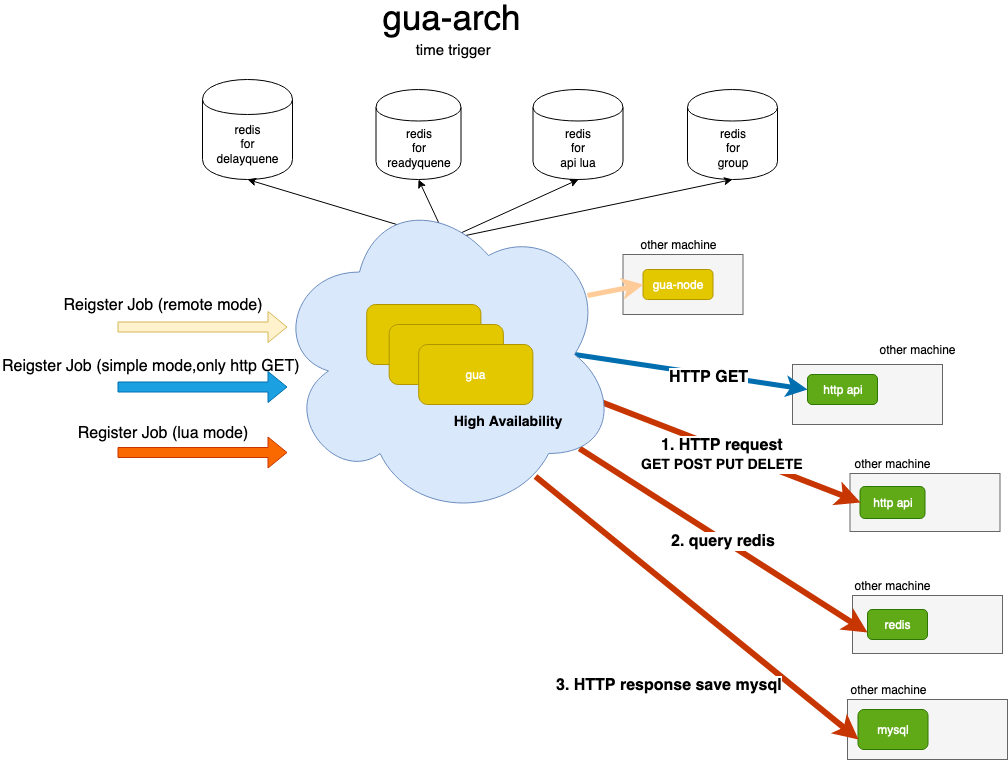 gua-arch
time trigger
redis
for
delayquene
redis
for
readyquene
redis
for
api lua
redis
for
group
other machine
gua-node
Reigster Job (remote mode)
Reigster Job (simple mode,only http GET)
Register Job (lua mode)
gua
High Availability
other machine
HTTP GET
http api
1. HTTP request
GET POST PUT DELETE
other machine
http api
2. query redis
other machine
redis
3. HTTP response save mysql
other machine
mysql